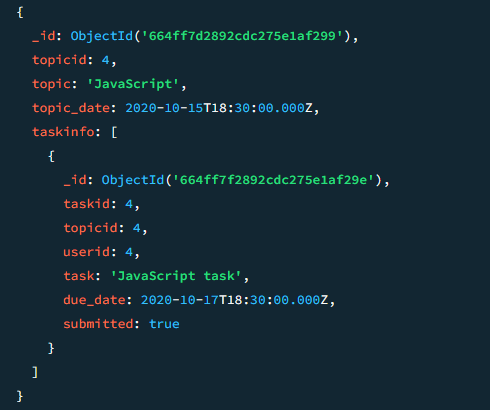 {
  _id: ObjectId('664ff7d2892cdc275e1af299'),
  topicid: 4,
  topic: 'JavaScript',
  topic_date: 2020-10-15T18:30:00.000Z,
  taskinfo: [
    {
      _id: ObjectId('664ff7f2892cdc275e1af29e'),
      taskid: 4,
      topicid: 4,
      userid: 4,
      task: 'JavaScript task',
      due_date: 2020-10-17T18:30:00.000Z,
      submitted: true
    }
  ]
}